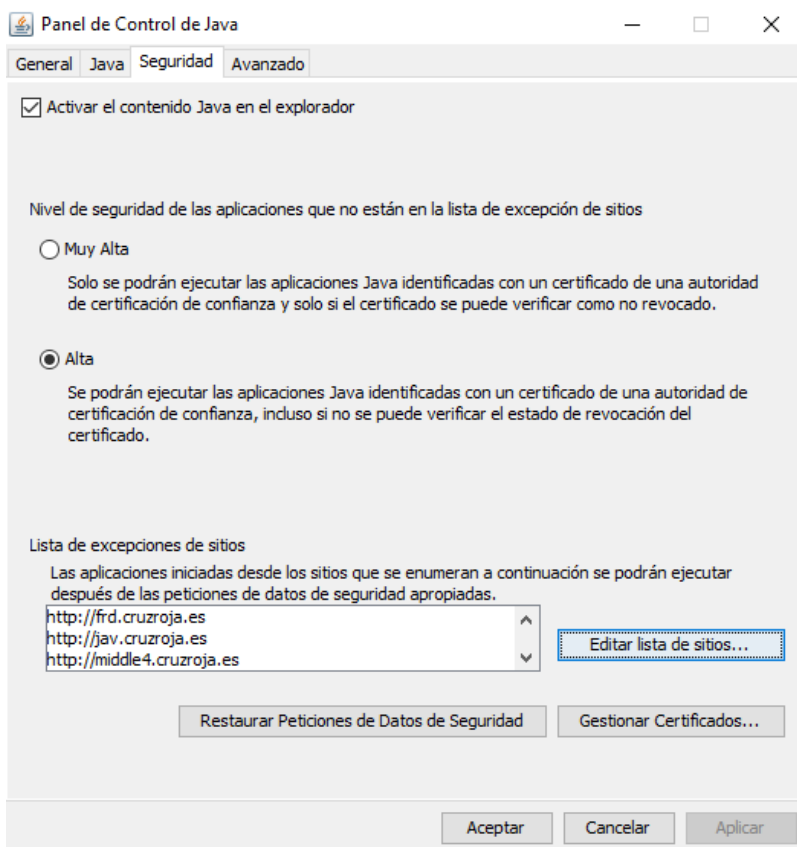 Panel de Control de Java
General Java Seguridad Avanzado
Activar el contenido Java en el explorador
Nivel de seguridad de las aplicaciones que no están en la lista de excepción de sitios
Muy Alta
Solo se podrán ejecutar las aplicaciones Java identificadas con un certificado de una autoridad
de certificación de confianza y solo si el certificado se puede verificar como no revocado.
Alta
Se podrán ejecutar las aplicaciones Java identificadas con un certificado de una autoridad de
certificación de confianza, incluso si no se puede verificar el estado de revocación del
certificado.
Lista de excepciones de sitios
Las aplicaciones iniciadas desde los sitios que se enumeran a continuación se podrán ejecutar
después de las peticiones de datos de seguridad apropiadas.
http://frd.cruzroja.es
http://jav.cruzroja.es
http://middle4.cruzroja.es
Editar lista de sitios...
Restaurar Peticiones de Datos de Seguridad
Gestionar Certificados...
Aceptar
Cancelar
Aplicar